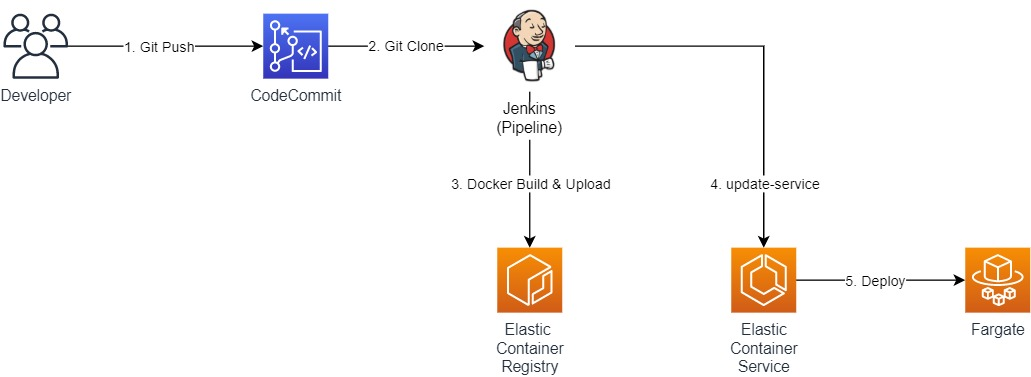 1. Git Push
2. Git Clone
Developer
CodeCommit
Jenkins
(Pipeline)
3. Docker Build & Upload
4. update-service
5. Deploy
Elastic
Container
Registry
Elastic
Container
Service
Fargate